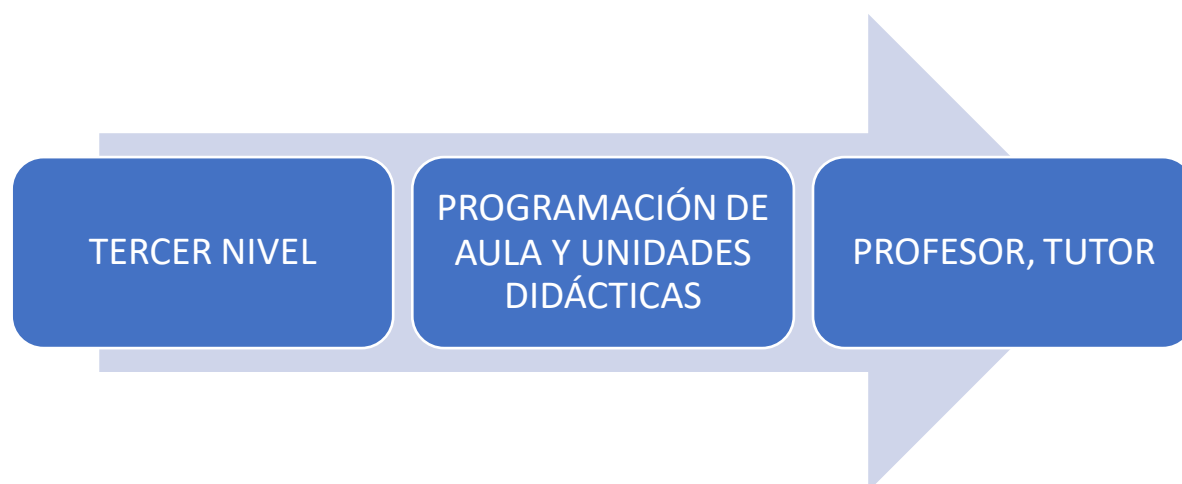 TERCER NIVEL
PROGRAMACIÓN DE
AULA Y UNIDADES
DIDÁCTICAS
PROFESOR, TUTOR